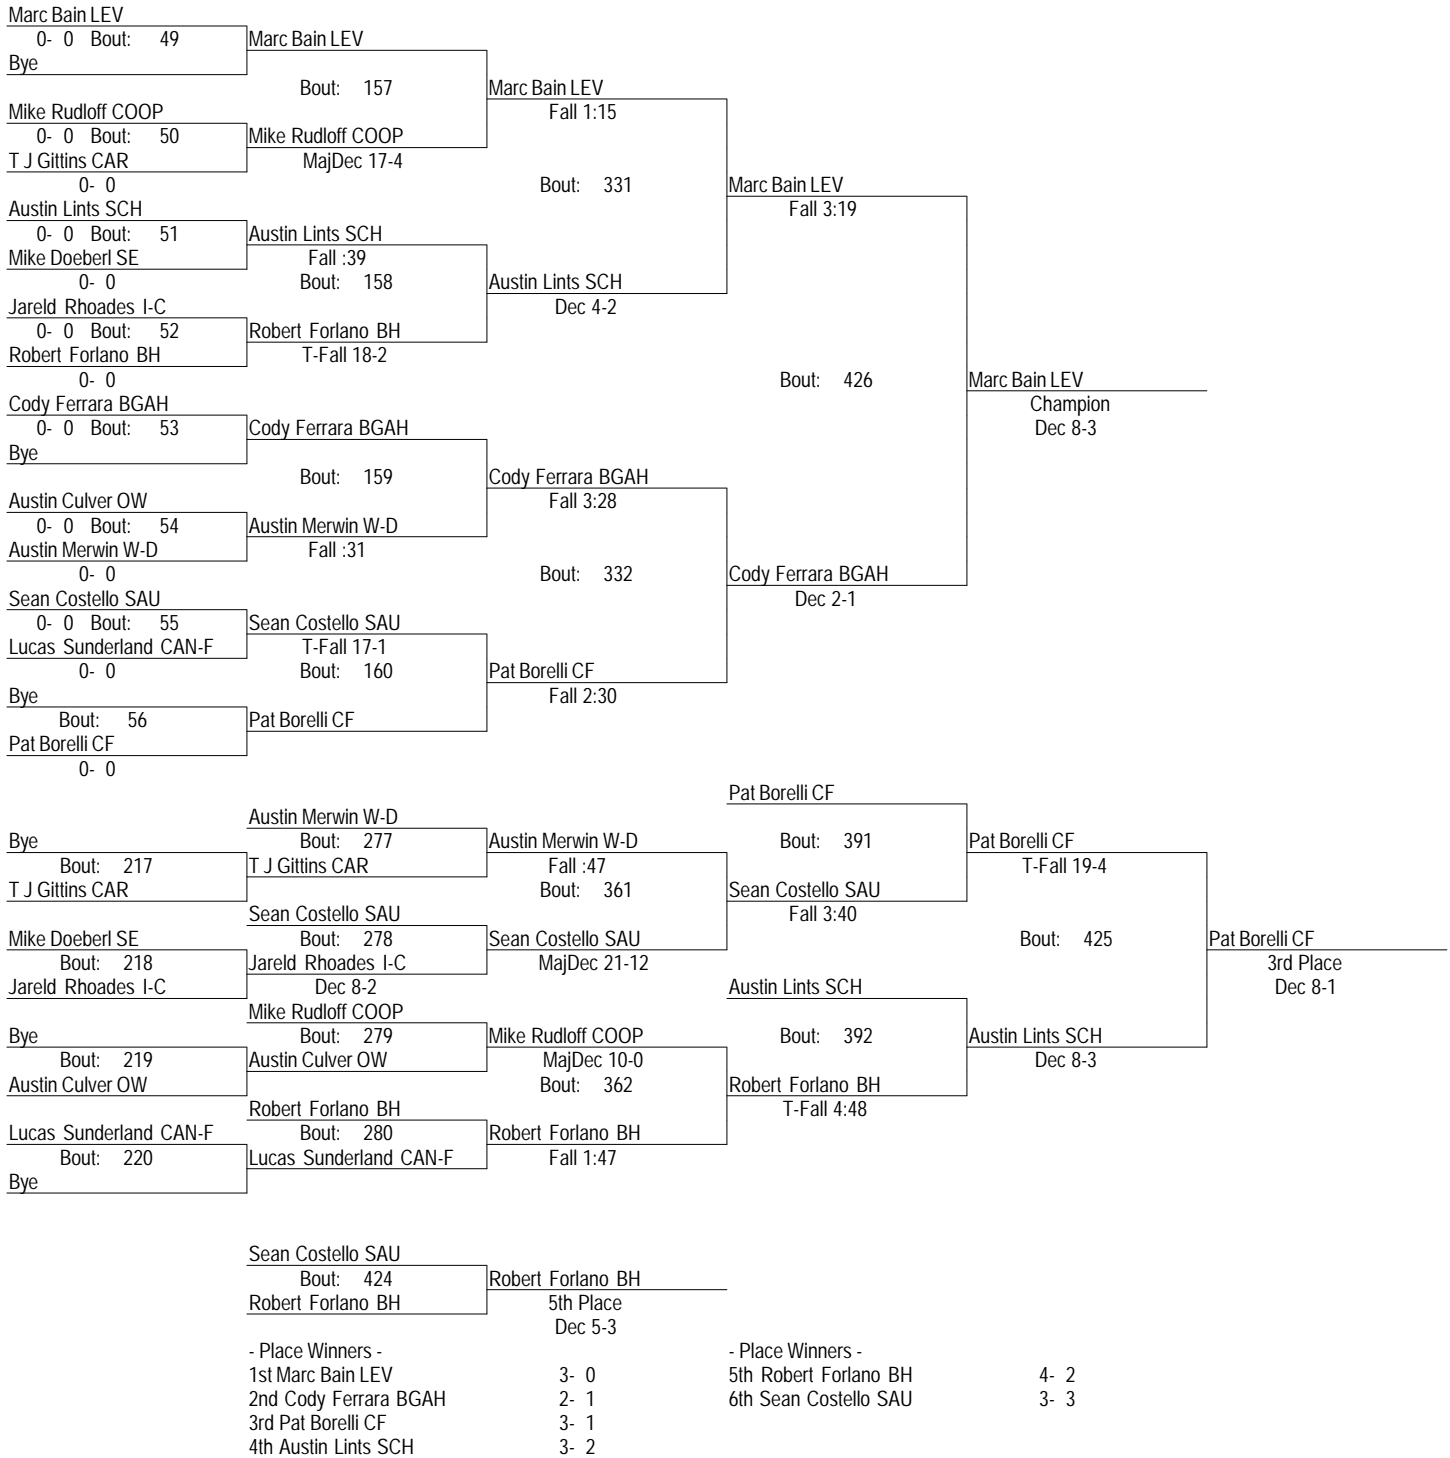 Marc Bain LEV
0- 0 Bout: 49 Marc Bain LEV
Bye
Bout: 157 Marc Bain LEV
Mike Rudloff COOP Fall 1:15
0- 0 Bout: 50 Mike Rudloff COOP
T J Gittins CAR MajDec 17-4
0- 0 Bout: 331 Marc Bain LEV
Austin Lints SCH Fall 3:19
0- 0 Bout: 51 Austin Lints SCH
Mike Doeberl SE Fall :39
0- 0 Bout: 158 Austin Lints SCH
Jareld Rhoades I-C Dec 4-2
0- 0 Bout: 52 Robert Forlano BH
Robert Forlano BH T-Fall 18-2
0- 0 Bout: 426 Marc Bain LEV
Cody Ferrara BGAH Champion
0- 0 Bout: 53 Cody Ferrara BGAH Dec 8-3
Bye
Bout: 159 Cody Ferrara BGAH
Austin Culver OW Fall 3:28
0- 0 Bout: 54 Austin Merwin W-D
Austin Merwin W-D Fall :31
0- 0 Bout: 332 Cody Ferrara BGAH
Sean Costello SAU Dec 2-1
0- 0 Bout: 55 Sean Costello SAU
Lucas Sunderland CAN-F T-Fall 17-1
0- 0 Bout: 160 Pat Borelli CF
Bye Fall 2:30
Bout: 56 Pat Borelli CF
Pat Borelli CF
0- 0
Pat Borelli CF
Austin Merwin W-D
Bye Bout: 277 Austin Merwin W-D Bout: 391 Pat Borelli CF
Bout: 217 T J Gittins CAR Fall :47 T-Fall 19-4
T J Gittins CAR Bout: 361 Sean Costello SAU
Sean Costello SAU Fall 3:40
Mike Doeberl SE Bout: 278 Sean Costello SAU Bout: 425 Pat Borelli CF
Bout: 218 Jareld Rhoades I-C MajDec 21-12 3rd Place
Jareld Rhoades I-C Dec 8-2 Austin Lints SCH Dec 8-1
Mike Rudloff COOP
Bye Bout: 279 Mike Rudloff COOP Bout: 392 Austin Lints SCH
Bout: 219 Austin Culver OW MajDec 10-0 Dec 8-3
Austin Culver OW Bout: 362 Robert Forlano BH
Robert Forlano BH T-Fall 4:48
Lucas Sunderland CAN-F Bout: 280 Robert Forlano BH
Bout: 220 Lucas Sunderland CAN-F Fall 1:47
Bye
Sean Costello SAU
Bout: 424 Robert Forlano BH
Robert Forlano BH 5th Place
Dec 5-3
- Place Winners - - Place Winners -
1st Marc Bain LEV 3- 0 5th Robert Forlano BH 4- 2
2nd Cody Ferrara BGAH 2- 1 6th Sean Costello SAU 3- 3
3rd Pat Borelli CF 3- 1
4th Austin Lints SCH 3- 2